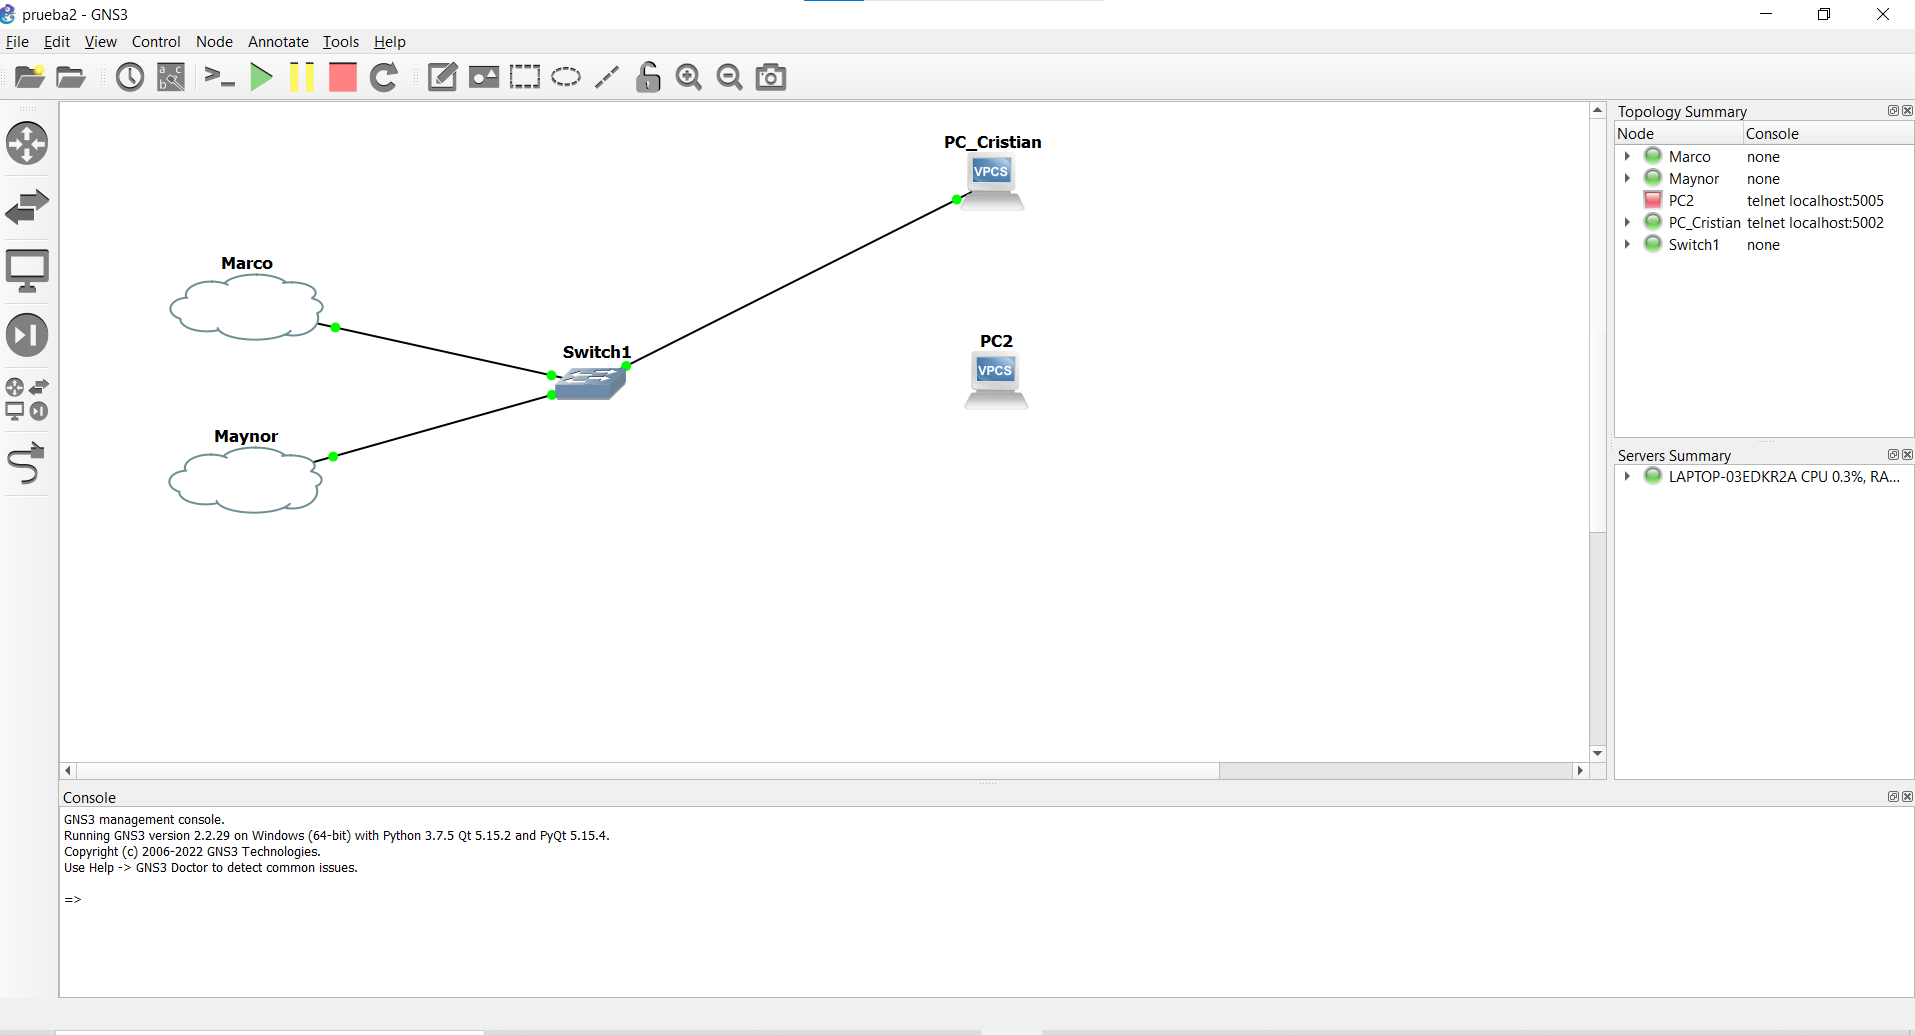 prueba2 - GNS3
File Edit View Control Node Annotate Tools Help
Topology Summary
Node Console
Marco none
Maynor none
PC2 telnet localhost:5005
PC_Cristian telnet localhost:5002
Switch1 none
PC_Cristian
VPCS
Marco
Switch1
PC2
VPCS
Maynor
Servers Summary
LAPTOP-03EDKR2A CPU 0.3%, RA...
Console
GNS3 management console.
Running GNS3 version 2.2.29 on Windows (64-bit) with Python 3.7.5 Qt 5.15.2 and PyQt 5.15.4.
Copyright (c) 2006-2022 GNS3 Technologies.
Use Help -> GNS3 Doctor to detect common issues.
=>